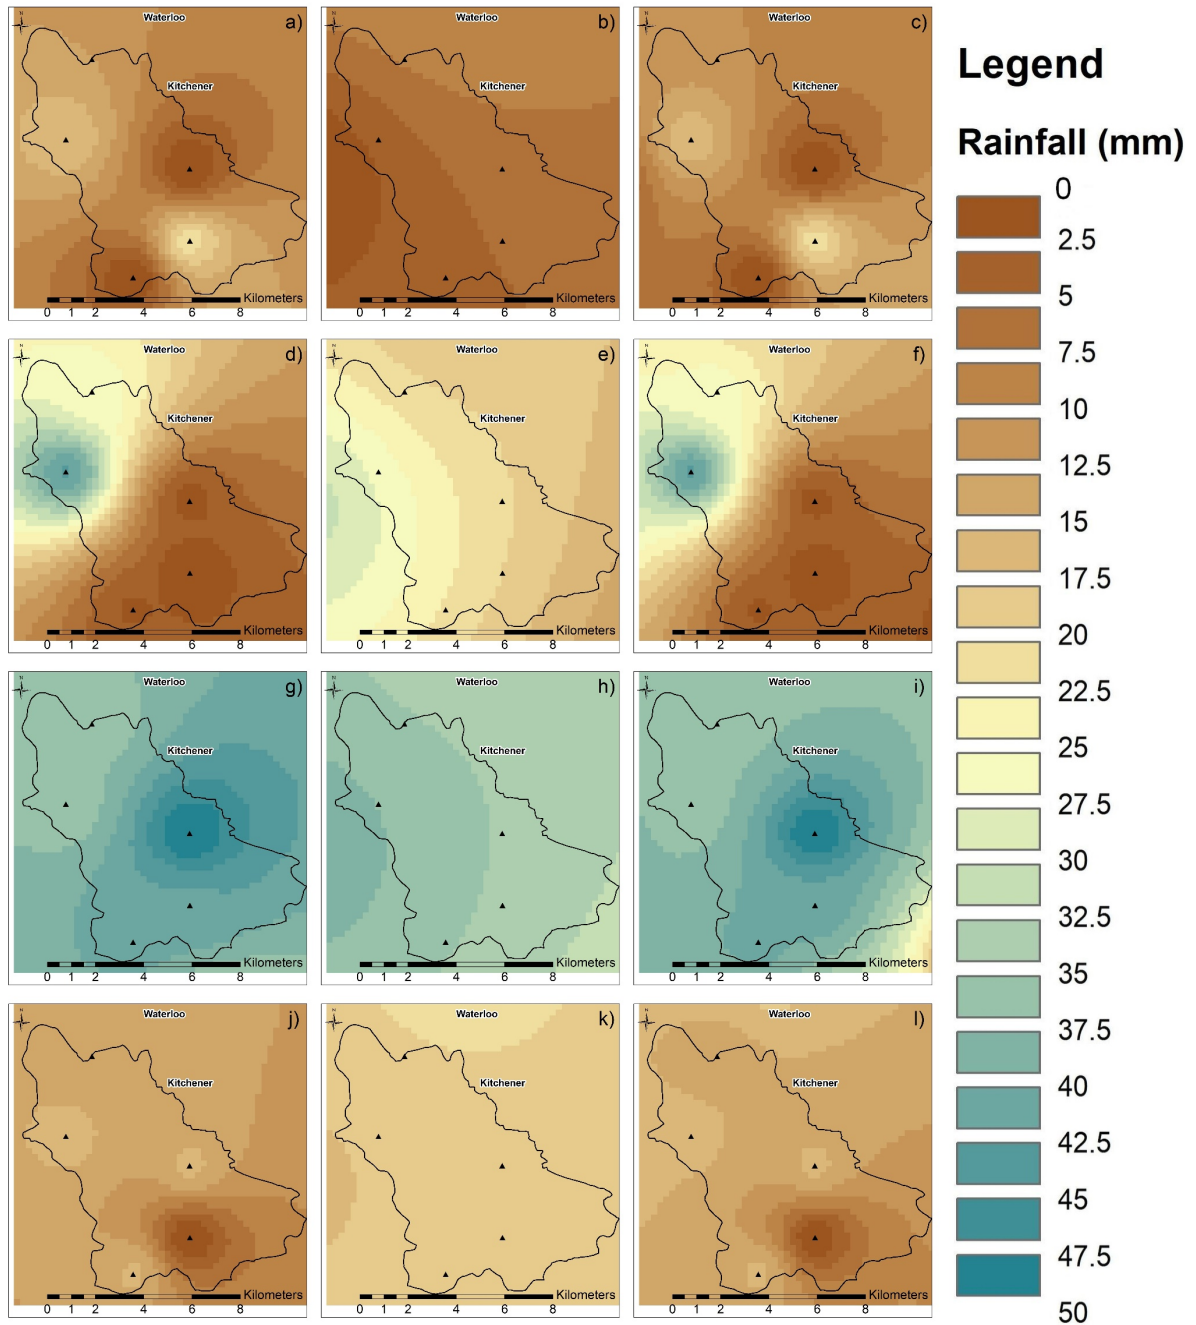 Waterloo
a)
Kitchener
Kilometers
0 1 2 4 6 8
Waterloo
b)
Kitchener
Kilometers
0 1 2 4 6 8
Waterloo
c)
Kitchener
Kilometers
0 1 2 4 6 8
Waterloo
d)
Kitchener
Kilometers
0 1 2 4 6 8
Waterloo
e)
Kitchener
Kilometers
0 1 2 4 6 8
Waterloo
f)
Kitchener
Kilometers
0 1 2 4 6 8
Waterloo
g)
Kitchener
Kilometers
0 1 2 4 6 8
Waterloo
h)
Kitchener
Kilometers
0 1 2 4 6 8
Waterloo
i)
Kitchener
Kilometers
0 1 2 4 6 8
Waterloo
j)
Kitchener
Kilometers
0 1 2 4 6 8
Waterloo
k)
Kitchener
Kilometers
0 1 2 4 6 8
Waterloo
l)
Kitchener
Kilometers
0 1 2 4 6 8
Legend
Rainfall (mm)
0
2.5
5
7.5
10
12.5
15
17.5
20
22.5
25
27.5
30
32.5
35
37.5
40
42.5
45
47.5
50